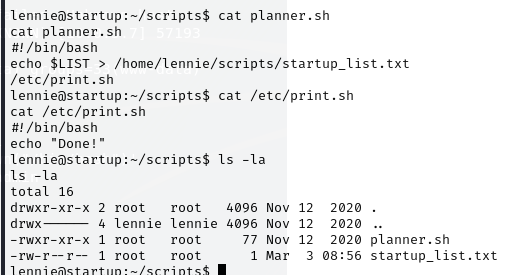 lennie@startup:~/scripts$ cat planner.sh
cat planner.sh
#!/bin/bash
echo $LIST > /home/lennie/scripts/startup_list.txt
/etc/print.sh
lennie@startup:~/scripts$ cat /etc/print.sh
cat /etc/print.sh
#!/bin/bash
echo "Done!"
lennie@startup:~/scripts$ ls -la
ls -la
total 16
drwxr-xr-x 2 root   root   4096 Nov 12  2020 .
drwx------ 4 lennie lennie 4096 Nov 12  2020 ..
-rwxr-xr-x 1 root   root     77 Nov 12  2020 planner.sh
-rw-r--r-- 1 root   root      1 Mar  3 08:56 startup_list.txt
lennie@startup:~/scripts$